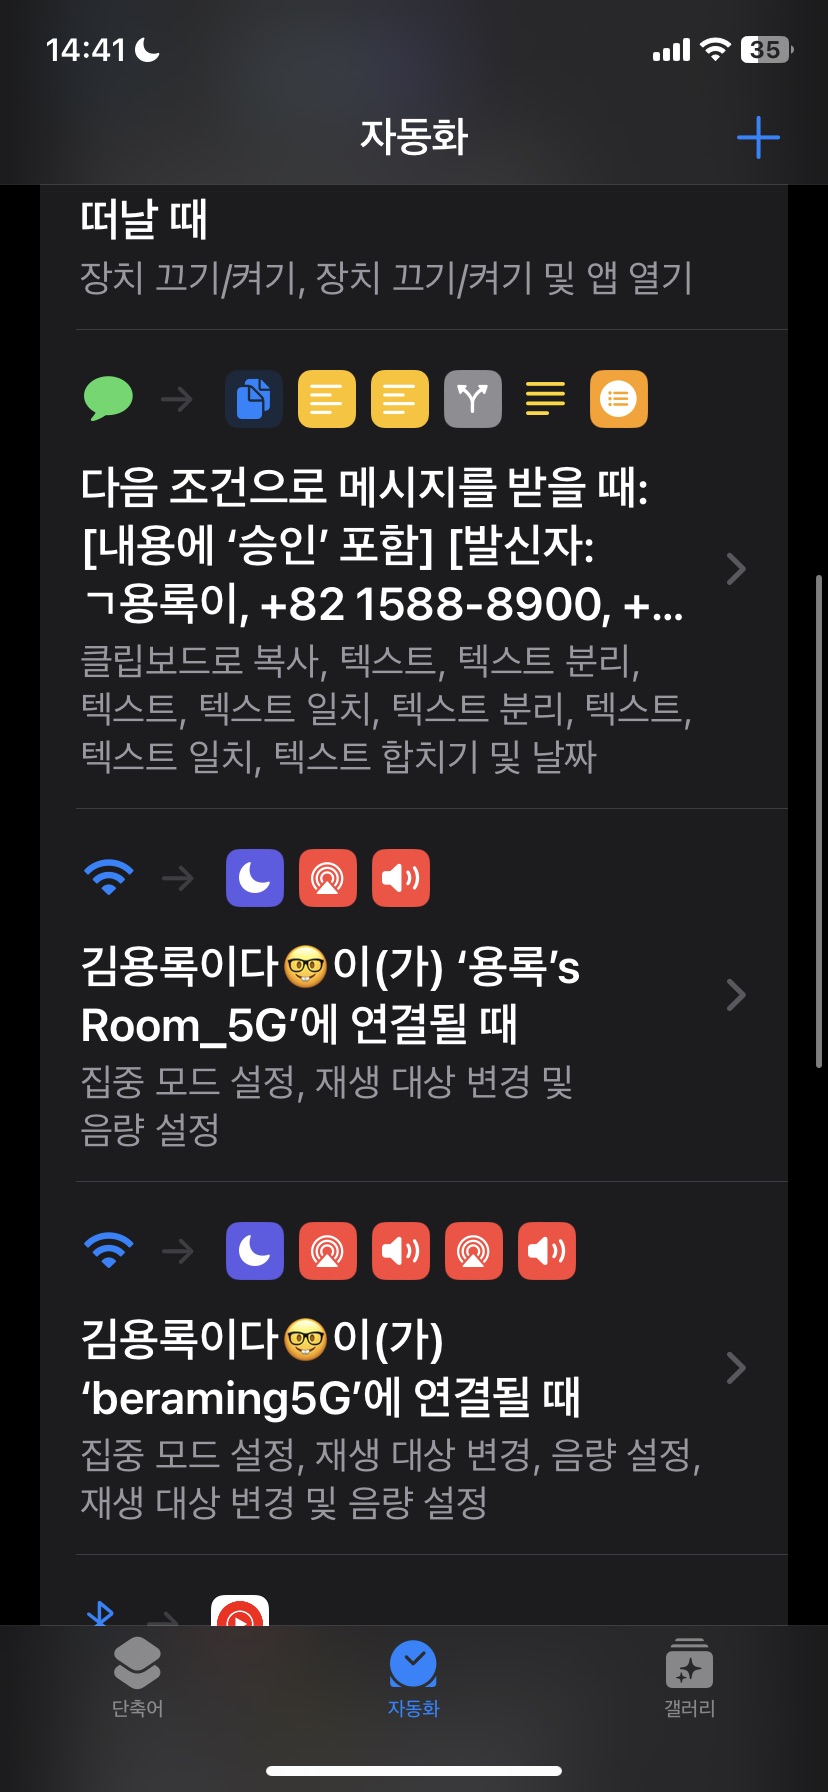 14:41
35
자동화
떠날 때
장치 끄기/켜기, 장치 끄기/켜기 및 앱 열기
다음 조건으로 메시지를 받을 때:
[내용에 ‘승인’ 포함] [발신자:
ㄱ용록이, +82 1588-8900, +...
클립보드로 복사, 텍스트, 텍스트 분리,
텍스트, 텍스트 일치, 텍스트 분리, 텍스트,
텍스트 일치, 텍스트 합치기 및 날짜
김용록이다🤓이(가) ‘용록’s
Room_5G’에 연결될 때
집중 모드 설정, 재생 대상 변경 및
음량 설정
김용록이다🤓이(가)
‘beraming5G’에 연결될 때
집중 모드 설정, 재생 대상 변경, 음량 설정,
재생 대상 변경 및 음량 설정
단축어
자동화
갤러리